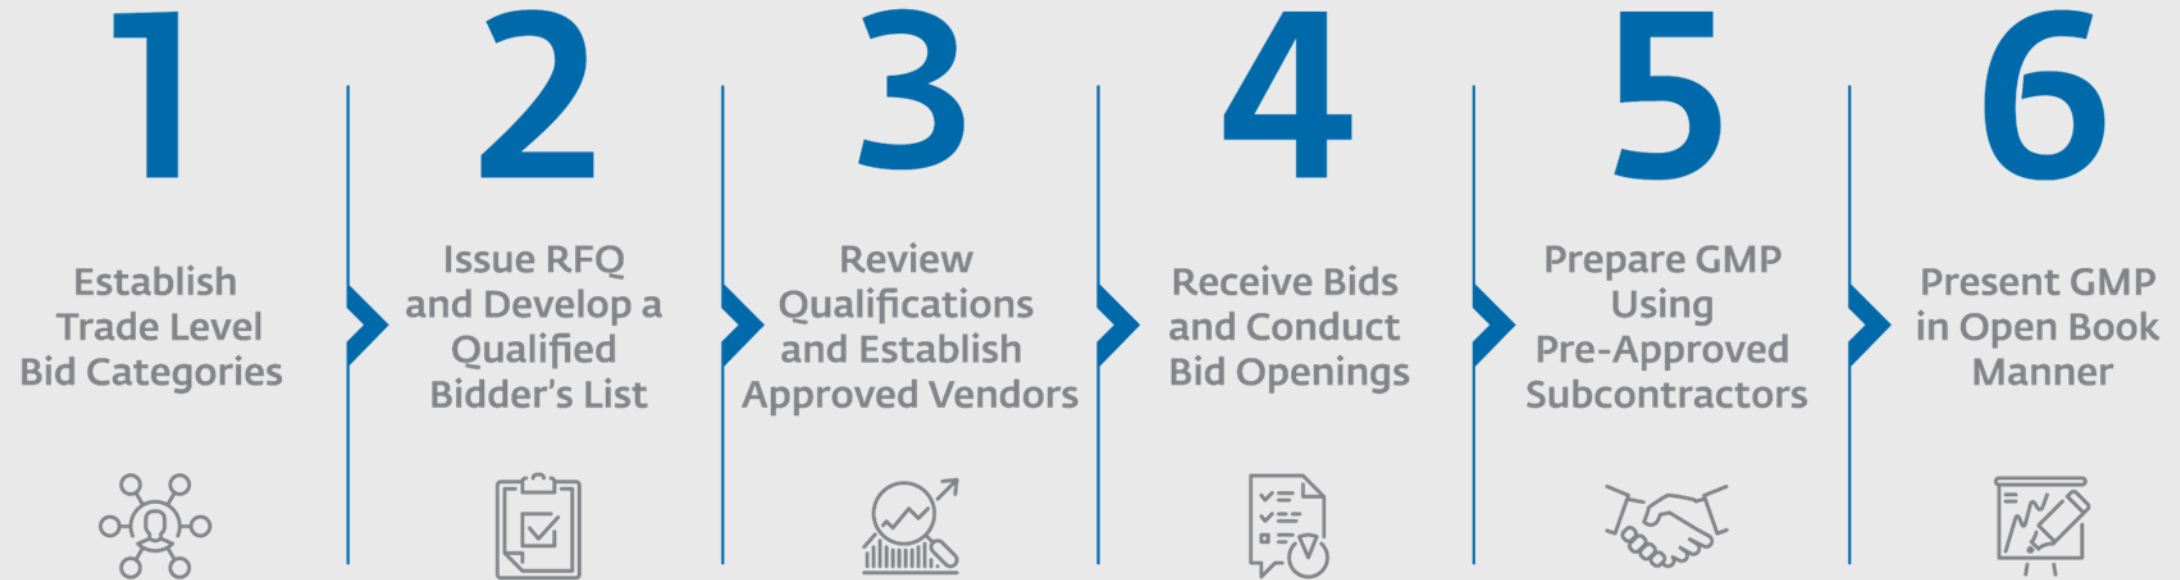 1
Establish
Trade Level
Bid Categories
2
Issue RFQ
and Develop a
Qualified
Bidder’s List
3
Review
Qualifications
and Establish
Approved Vendors
4
Receive Bids
and Conduct
Bid Openings
5
Prepare GMP
Using
Pre-Approved
Subcontractors
6
Present GMP
in Open Book
Manner